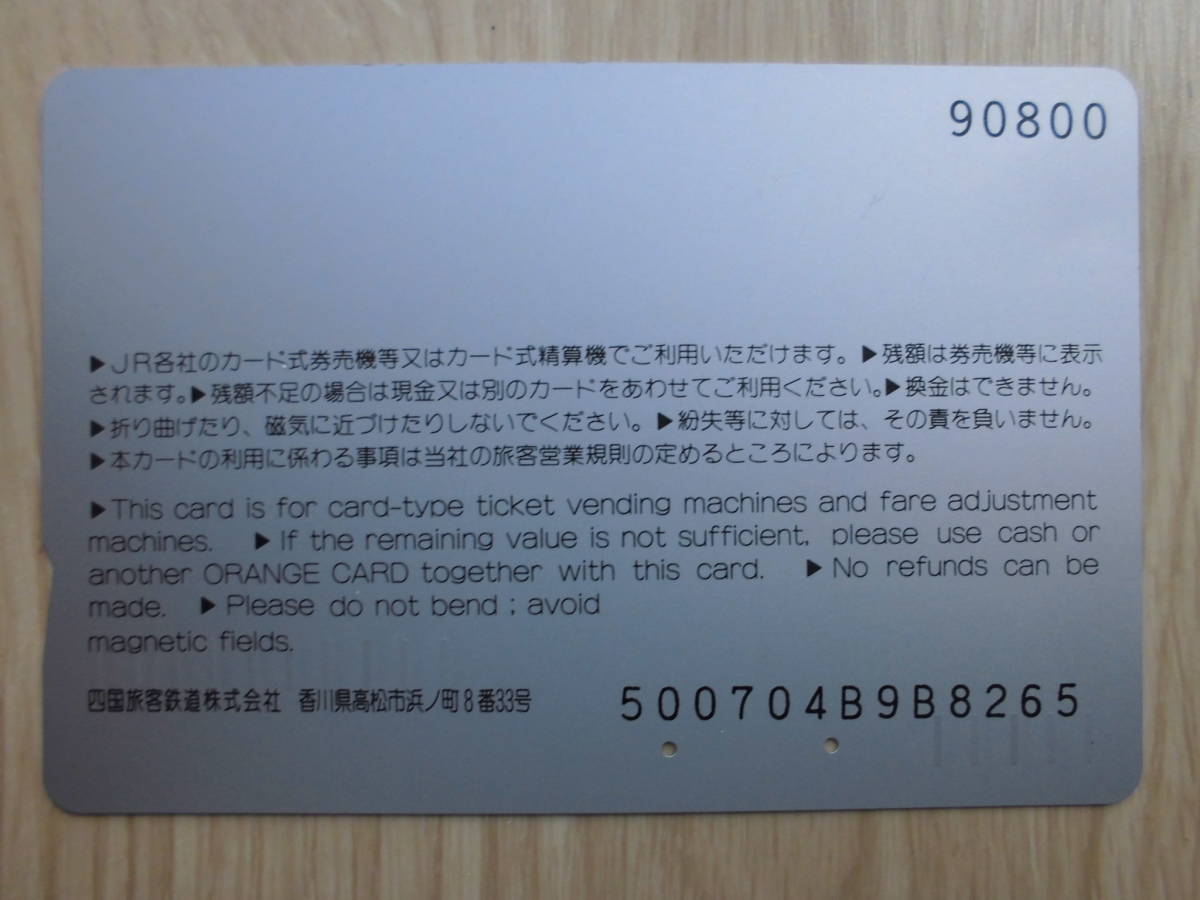 90800
▶JR各社のカード式券売機等又はカード式精算機でご利用いただけます。▶残額は券売機等に表示
されます。▶残額不足の場合は現金又は別のカードをあわせてご利用ください。▶換金はできません。
▶折り曲げたり、磁気に近づけたりしないでください。▶紛失等に対しては、その責を負いません。
▶本カードの利用に係わる事項は当社の旅客営業規則の定めるところによります。
▶This card is for card-type ticket vending machines and fare adjustment
machines. ▶If the remaining value is not sufficient, please use cash or
another ORANGE CARD together with this card. ▶No refunds can be
made. ▶Please do not bend ; avoid
magnetic fields.
四国旅客鉄道株式会社 香川県高松市浜ノ町8番33号 500704B9B8265